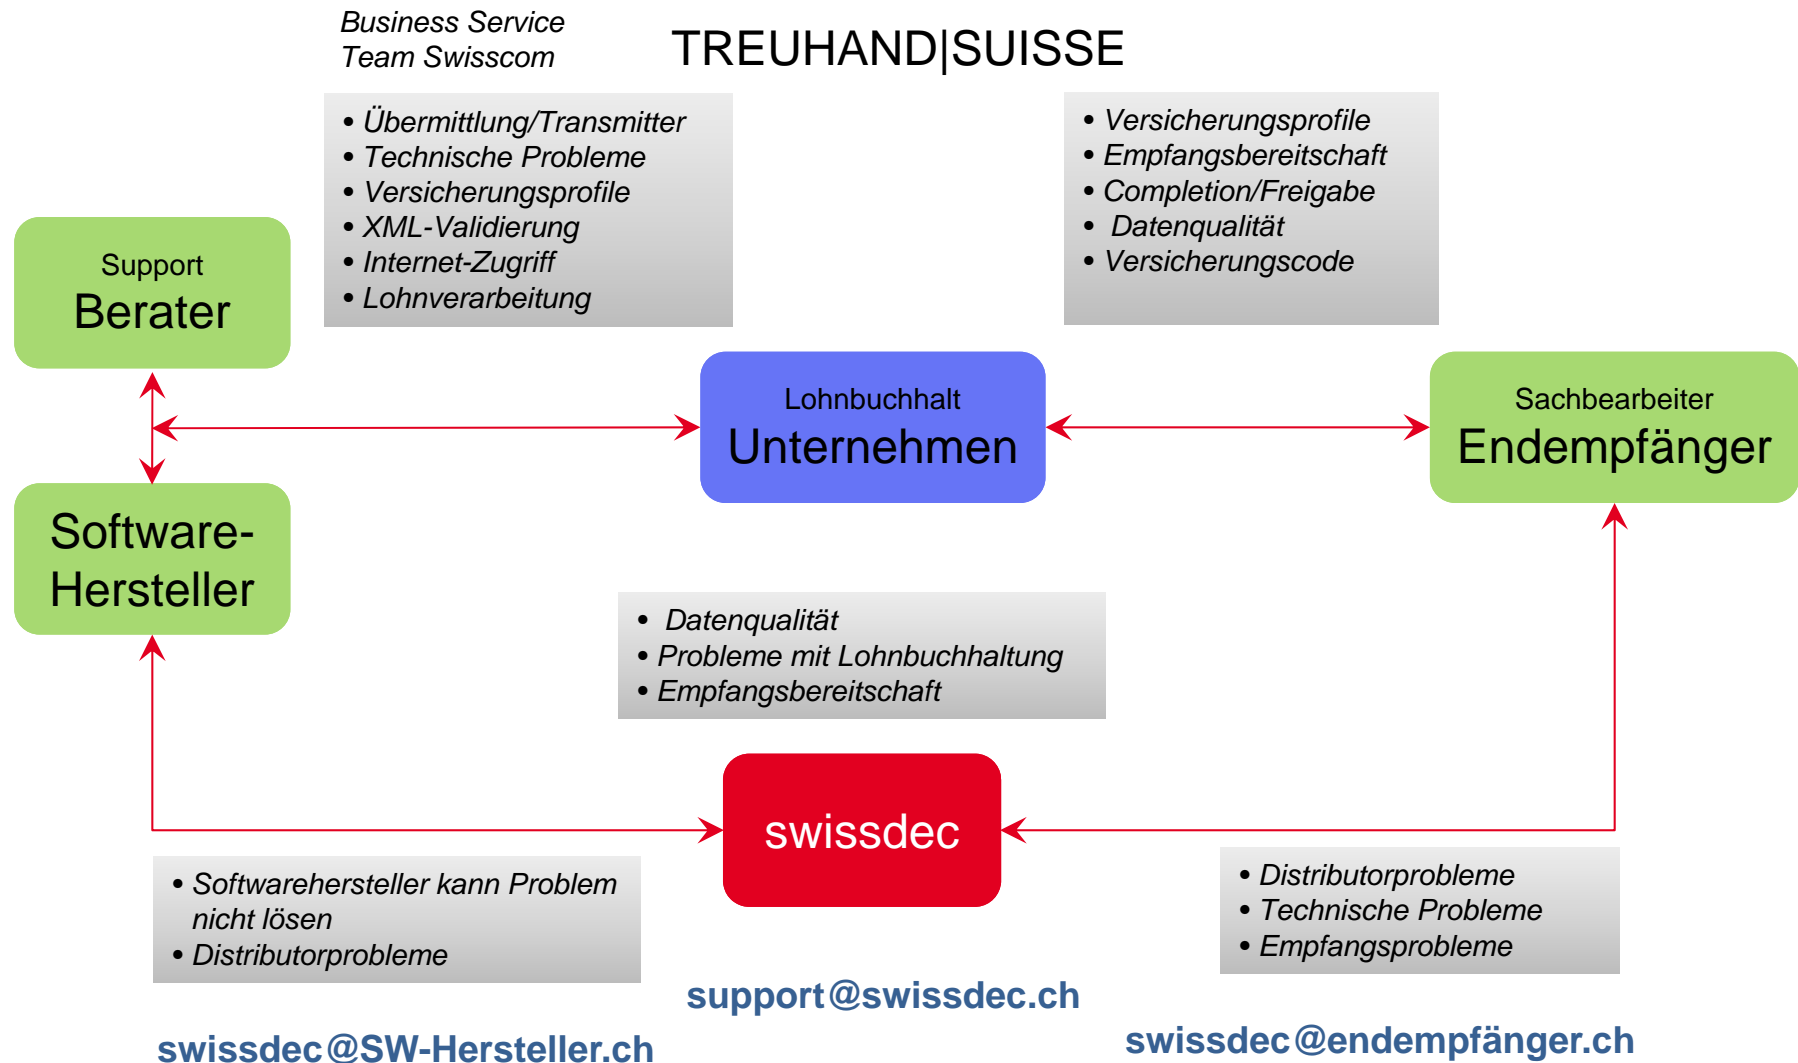 Business Service
Team Swisscom
TREUHAND|SUISSE
• Übermittlung/Transmitter
• Technische Probleme
• Versicherungsprofile
• XML-Validierung
• Internet-Zugriff
• Lohnverarbeitung
• Versicherungsprofile
• Empfangsbereitschaft
• Completion/Freigabe
• Datenqualität
• Versicherungscode
Support
Berater
Lohnbuchhalt
Unternehmen
Sachbearbeiter
Endempfänger
Software-
Hersteller
• Datenqualität
• Probleme mit Lohnbuchhaltung
• Empfangsbereitschaft
swissdec
• Softwarehersteller kann Problem
nicht lösen
• Distributorprobleme
• Distributorprobleme
• Technische Probleme
• Empfangsprobleme
support@swissdec.ch
swissdec@SW-Hersteller.ch
swissdec@endempfänger.ch